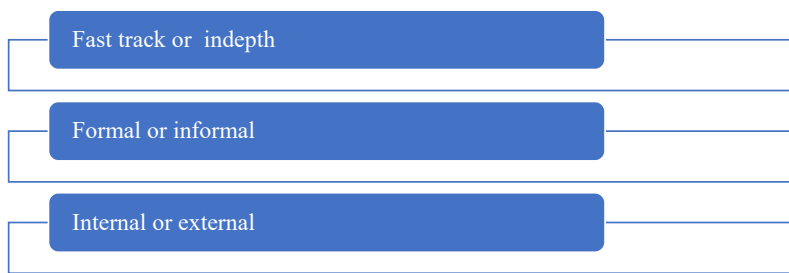 Fast track or  indepth
Formal or informal
Internal or external